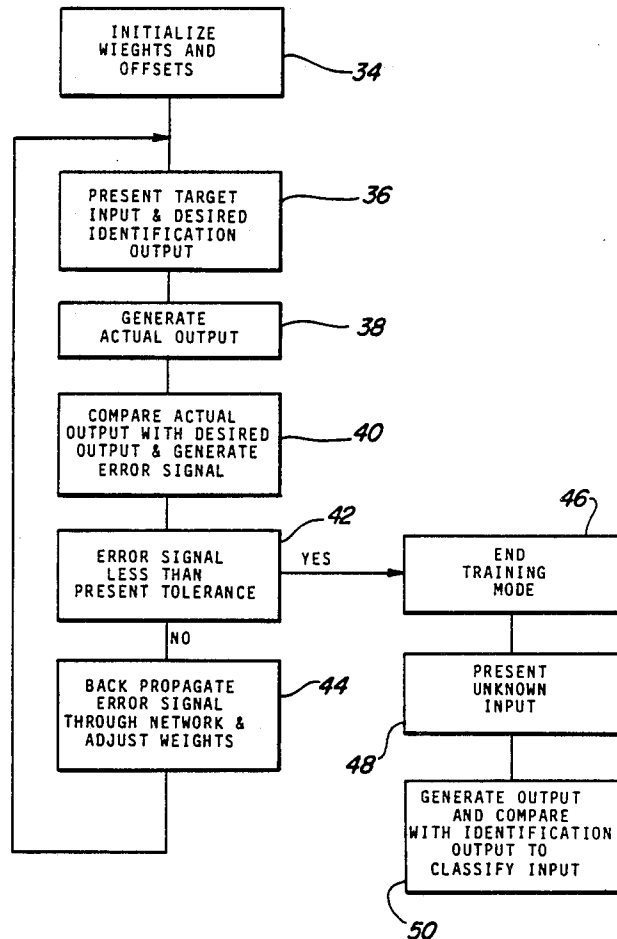 INITIALIZE
WIEGHTS AND
OFFSETS
34
PRESENT TARGET
INPUT & DESIRED
IDENTIFICATION
OUTPUT
36
GENERATE
ACTUAL OUTPUT
38
COMPARE ACTUAL
OUTPUT WITH DESIRED
OUTPUT & GENERATE
ERROR SIGNAL
40
ERROR SIGNAL
LESS THAN
PRESENT TOLERANCE
42
YES
NO
BACK PROPAGATE
ERROR SIGNAL
THROUGH NETWORK &
ADJUST WEIGHTS
44
END
TRAINING
MODE
46
PRESENT
UNKNOWN
INPUT
48
GENERATE OUTPUT
AND COMPARE
WITH IDENTIFICATION
OUTPUT TO
CLASSIFY INPUT
50